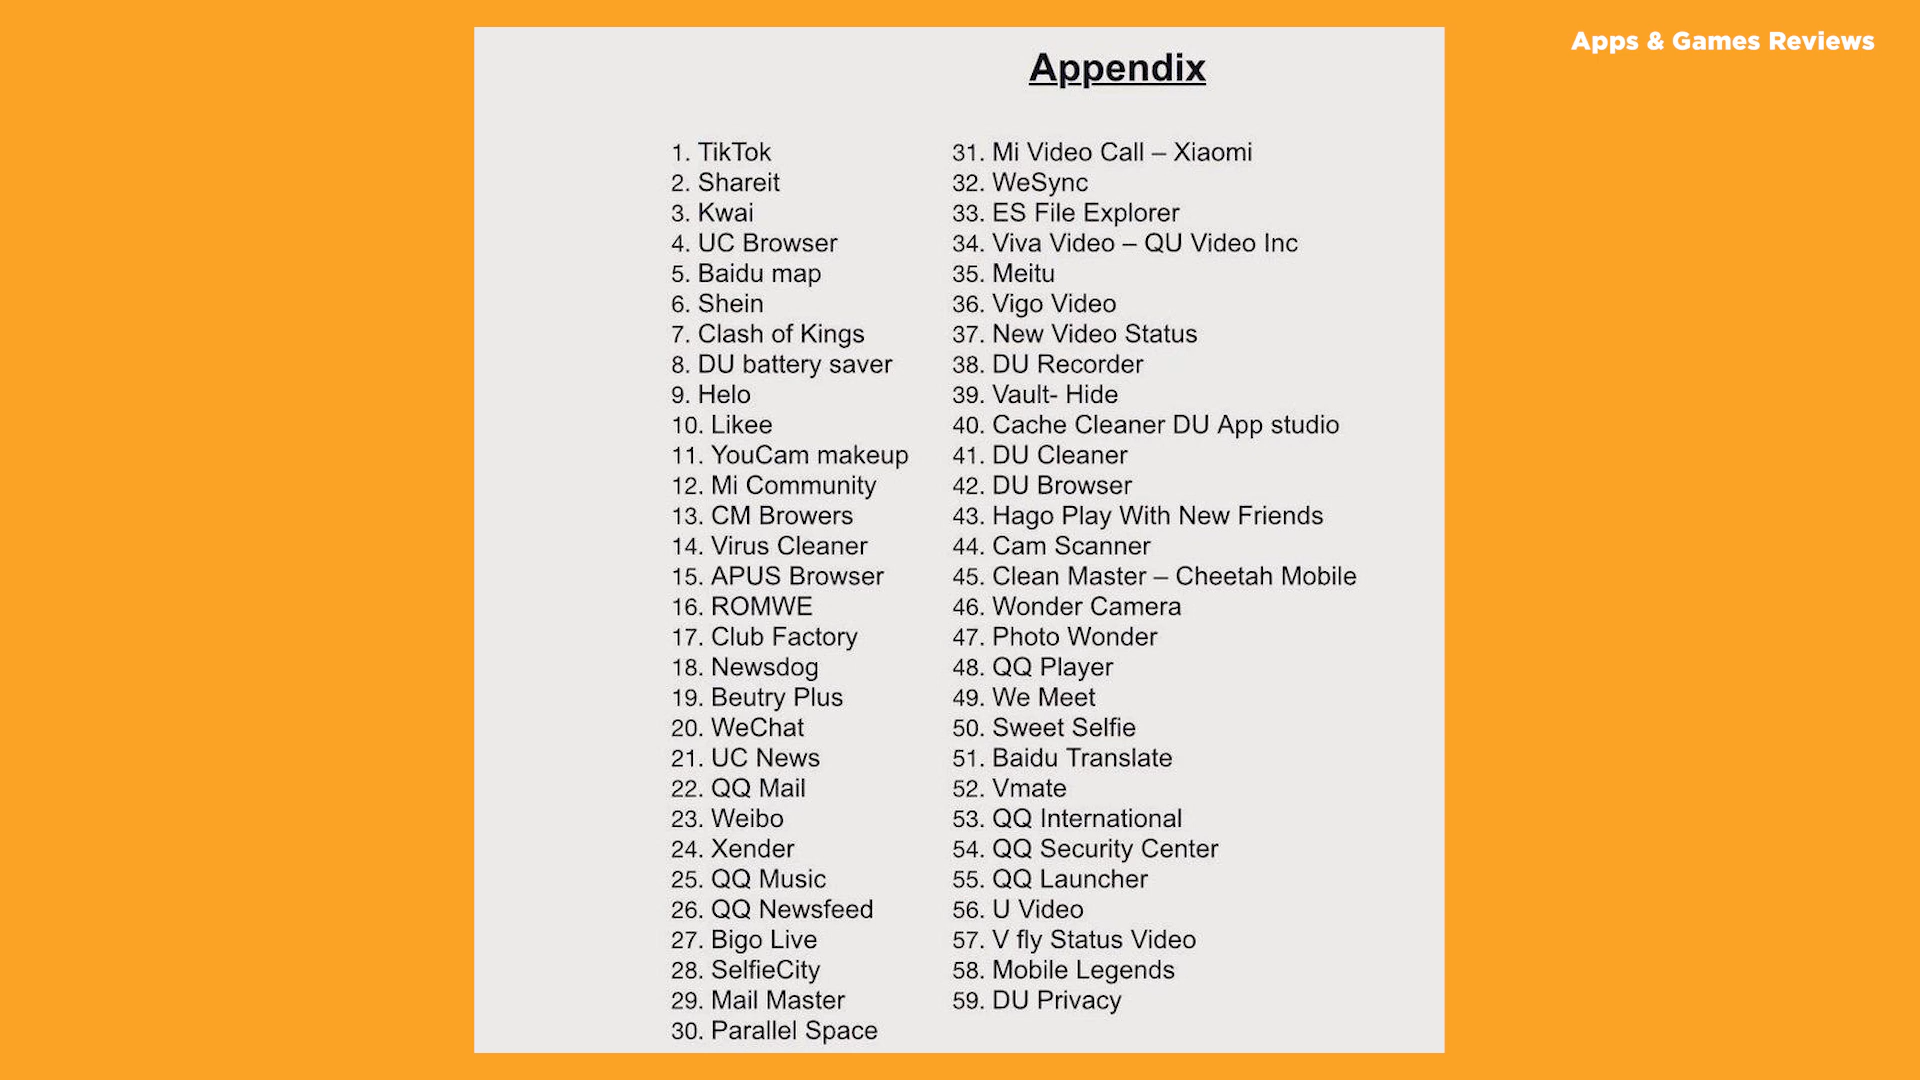 Apps & Games Reviews
Appendix
1. TikTok
2. Shareit
3. Kwai
4. UC Browser
5. Baidu map
6. Shein
7. Clash of Kings
8. DU battery saver
9. Helo
10. Likee
11. YouCam makeup
12. Mi Community
13. CM Browers
14. Virus Cleaner
15. APUS Browser
16. ROMWE
17. Club Factory
18. Newsdog
19. Beutry Plus
20. WeChat
21. UC News
22. QQ Mail
23. Weibo
24. Xender
25. QQ Music
26. QQ Newsfeed
27. Bigo Live
28. SelfieCity
29. Mail Master
30. Parallel Space
31. Mi Video Call – Xiaomi
32. WeSync
33. ES File Explorer
34. Viva Video – QU Video Inc
35. Meitu
36. Vigo Video
37. New Video Status
38. DU Recorder
39. Vault- Hide
40. Cache Cleaner DU App studio
41. DU Cleaner
42. DU Browser
43. Hago Play With New Friends
44. Cam Scanner
45. Clean Master – Cheetah Mobile
46. Wonder Camera
47. Photo Wonder
48. QQ Player
49. We Meet
50. Sweet Selfie
51. Baidu Translate
52. Vmate
53. QQ International
54. QQ Security Center
55. QQ Launcher
56. U Video
57. V fly Status Video
58. Mobile Legends
59. DU Privacy